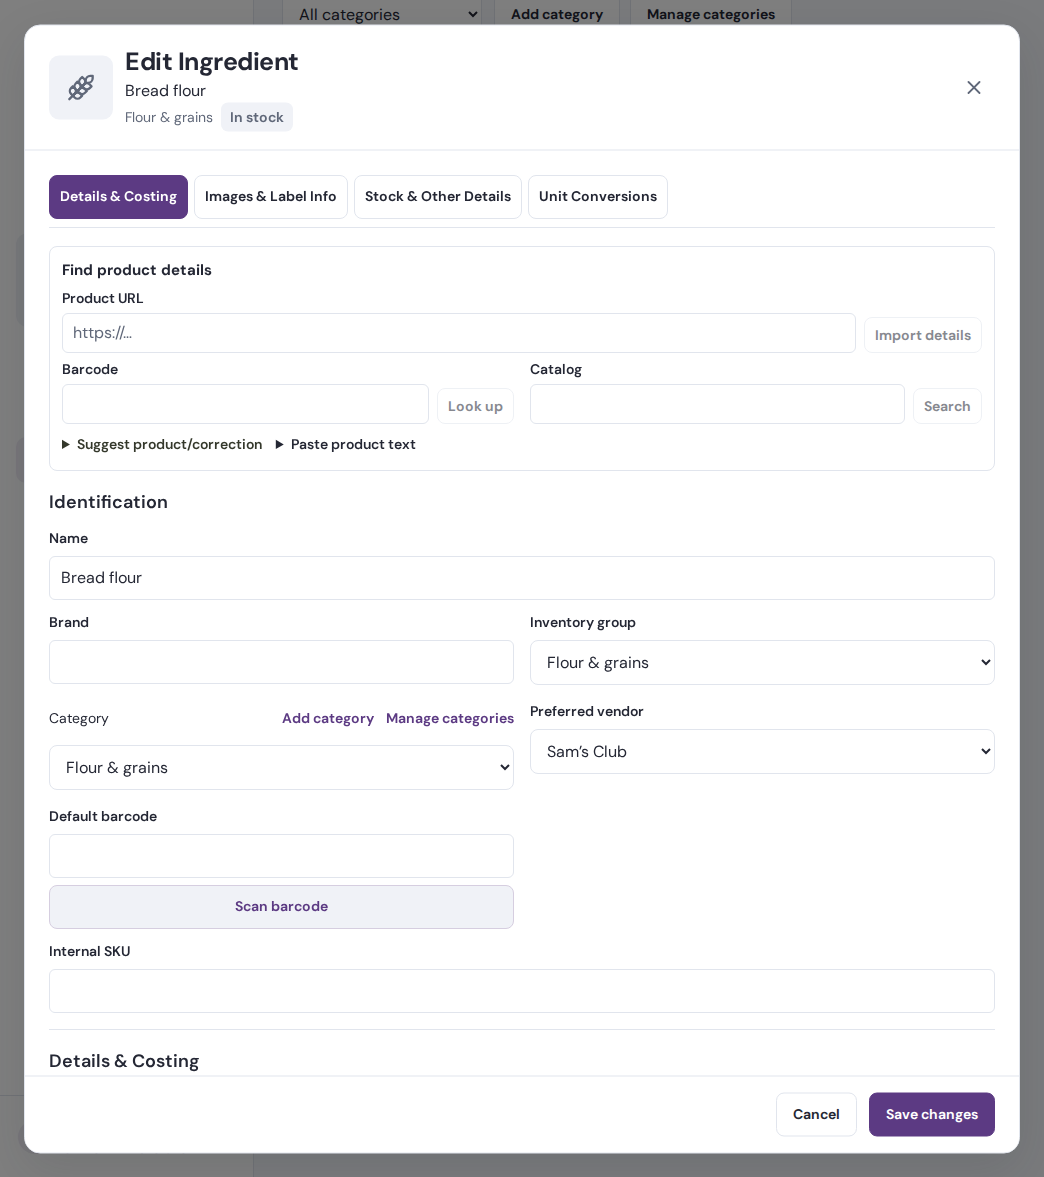 All categories Add category Manage categories
Edit Ingredient
Bread flour
Flour & grains In stock
Details & Costing Images & Label Info Stock & Other Details Unit Conversions
Find product details
Product URL
https://... Import details
Barcode Catalog
Look up Search
Suggest product/correction Paste product text
Identification
Name
Bread flour
Brand Inventory group
Flour & grains
Category Add category Manage categories Preferred vendor
Sam's Club
Flour & grains
Default barcode
Scan barcode
Internal SKU
Details & Costing
Cancel Save changes